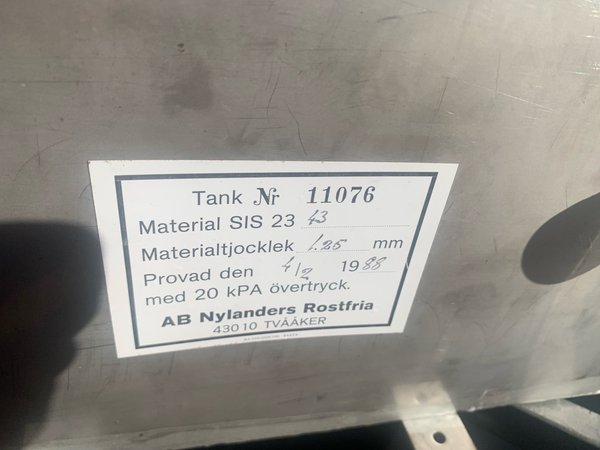 Tank Nr 11076
Material SIS 23 43
Materialtjocklek 1.25 mm
Provad den 4/2 1988
med 20 kPA övertryck.
AB Nylanders Rostfria
43010 TVÅÅKER